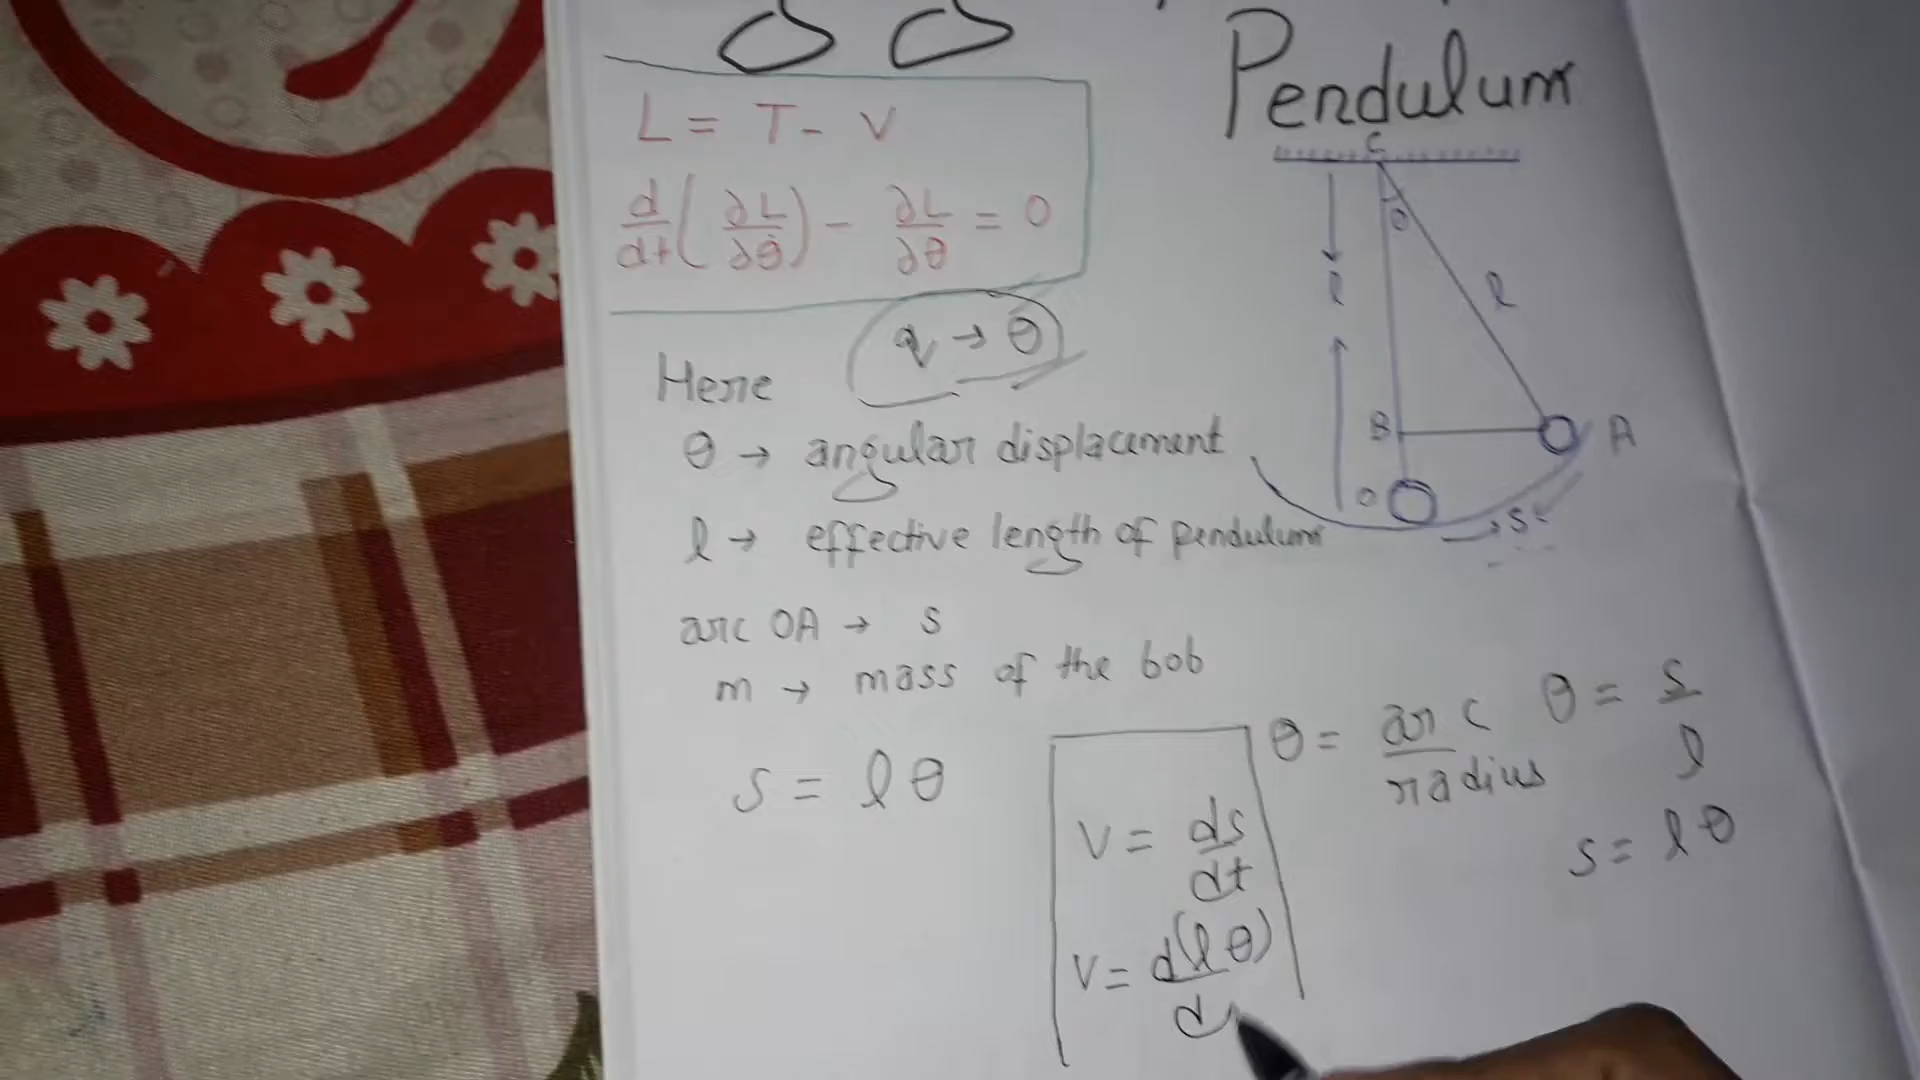 Pendulum
L = T - V
d/dt (∂L/∂θ̇) - ∂L/∂θ = 0
q → θ
Here
θ → angular displacement
l → effective length of pendulum
arc OA → s
m → mass of the bob
s = lθ
V = ds/dt
V = d(lθ)/d
θ = arc/radius
θ = s/l
s = lθ
C
θ
l
l
B
A
O
→ s